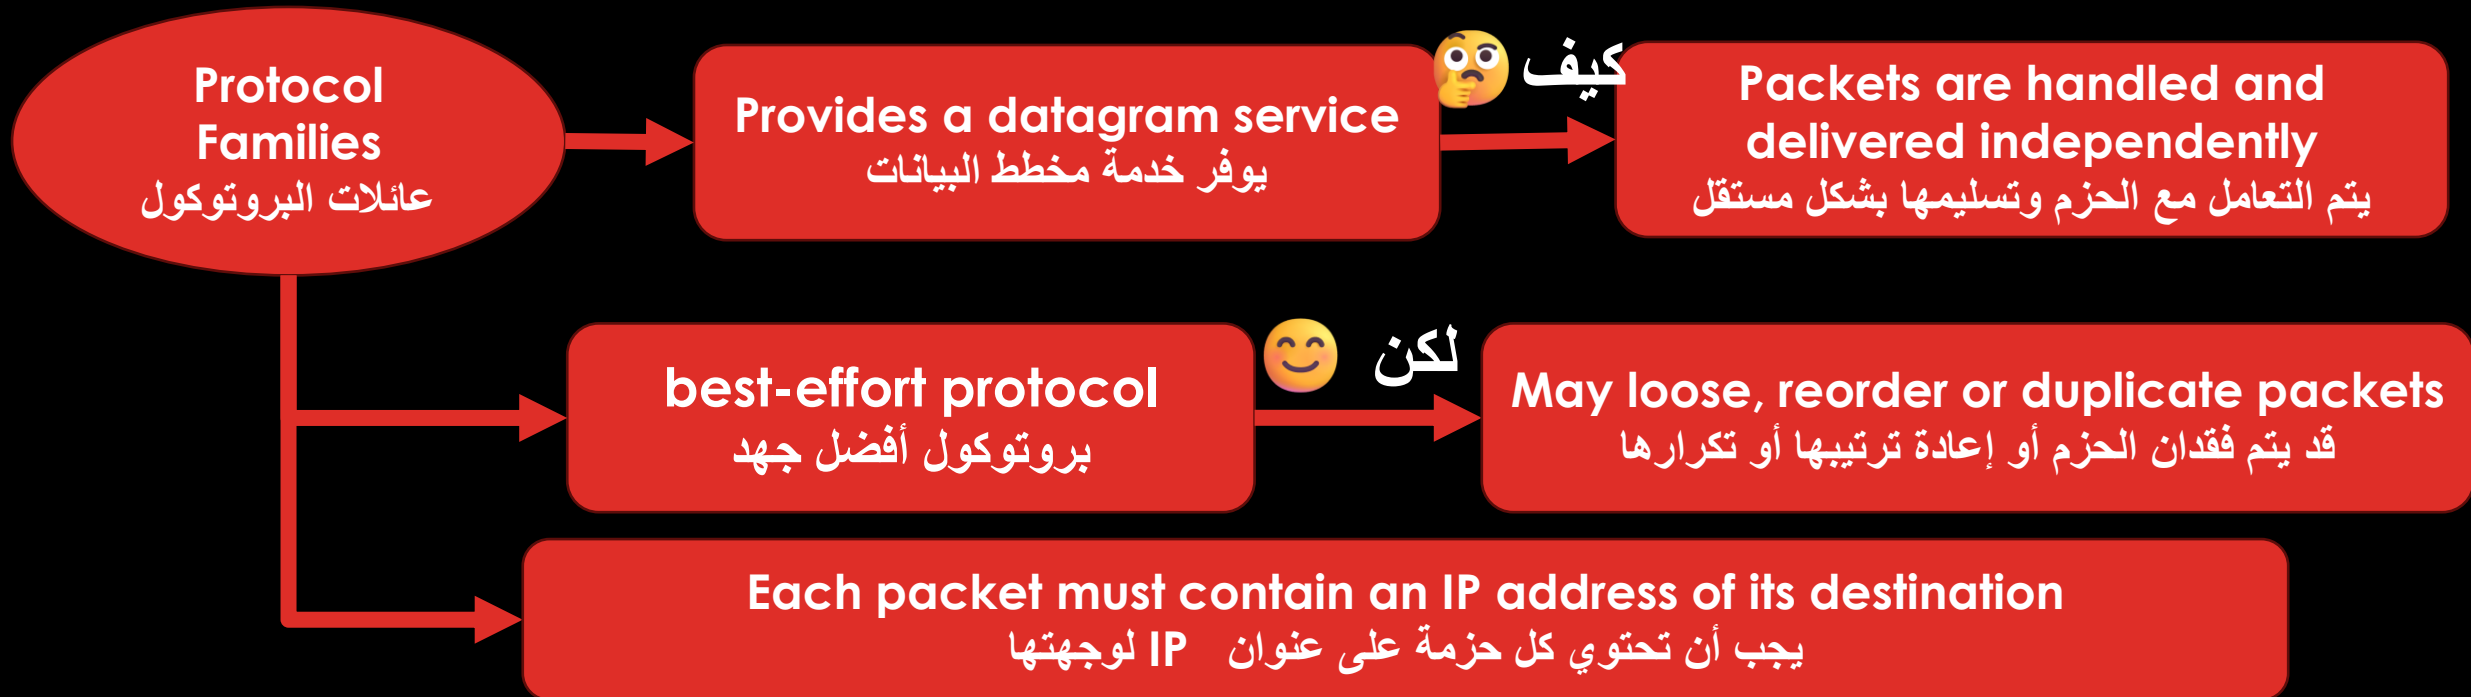 Protocol
Families
عائلات البروتوكول
Provides a datagram service
يوفر خدمة مخطط البيانات
كيف
Packets are handled and
delivered independently
يتم التعامل مع الحزم وتسليمها بشكل مستقل
best-effort protocol
بروتوكول أفضل جهد
لكن
May loose, reorder or duplicate packets
قد يتم فقدان الحزم أو إعادة ترتيبها أو تكرارها
Each packet must contain an IP address of its destination
يجب أن تحتوي كل حزمة على عنوان IP لوجهتها